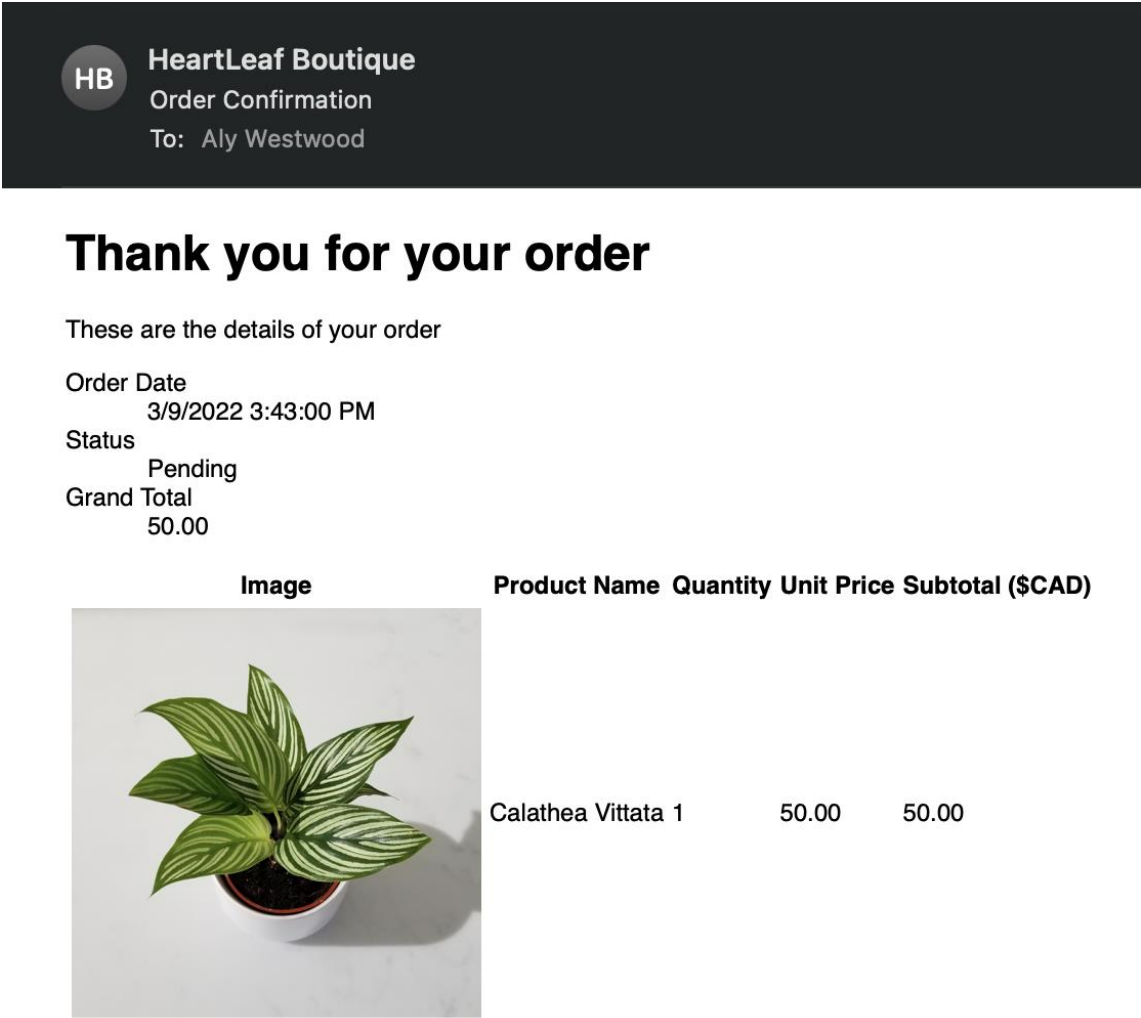 HB
HeartLeaf Boutique
Order Confirmation
To: Aly Westwood
Thank you for your order
These are the details of your order
Order Date
3/9/2022 3:43:00 PM
Status
Pending
Grand Total
50.00
Image Product Name Quantity Unit Price Subtotal ($CAD)
Calathea Vittata 1 50.00 50.00